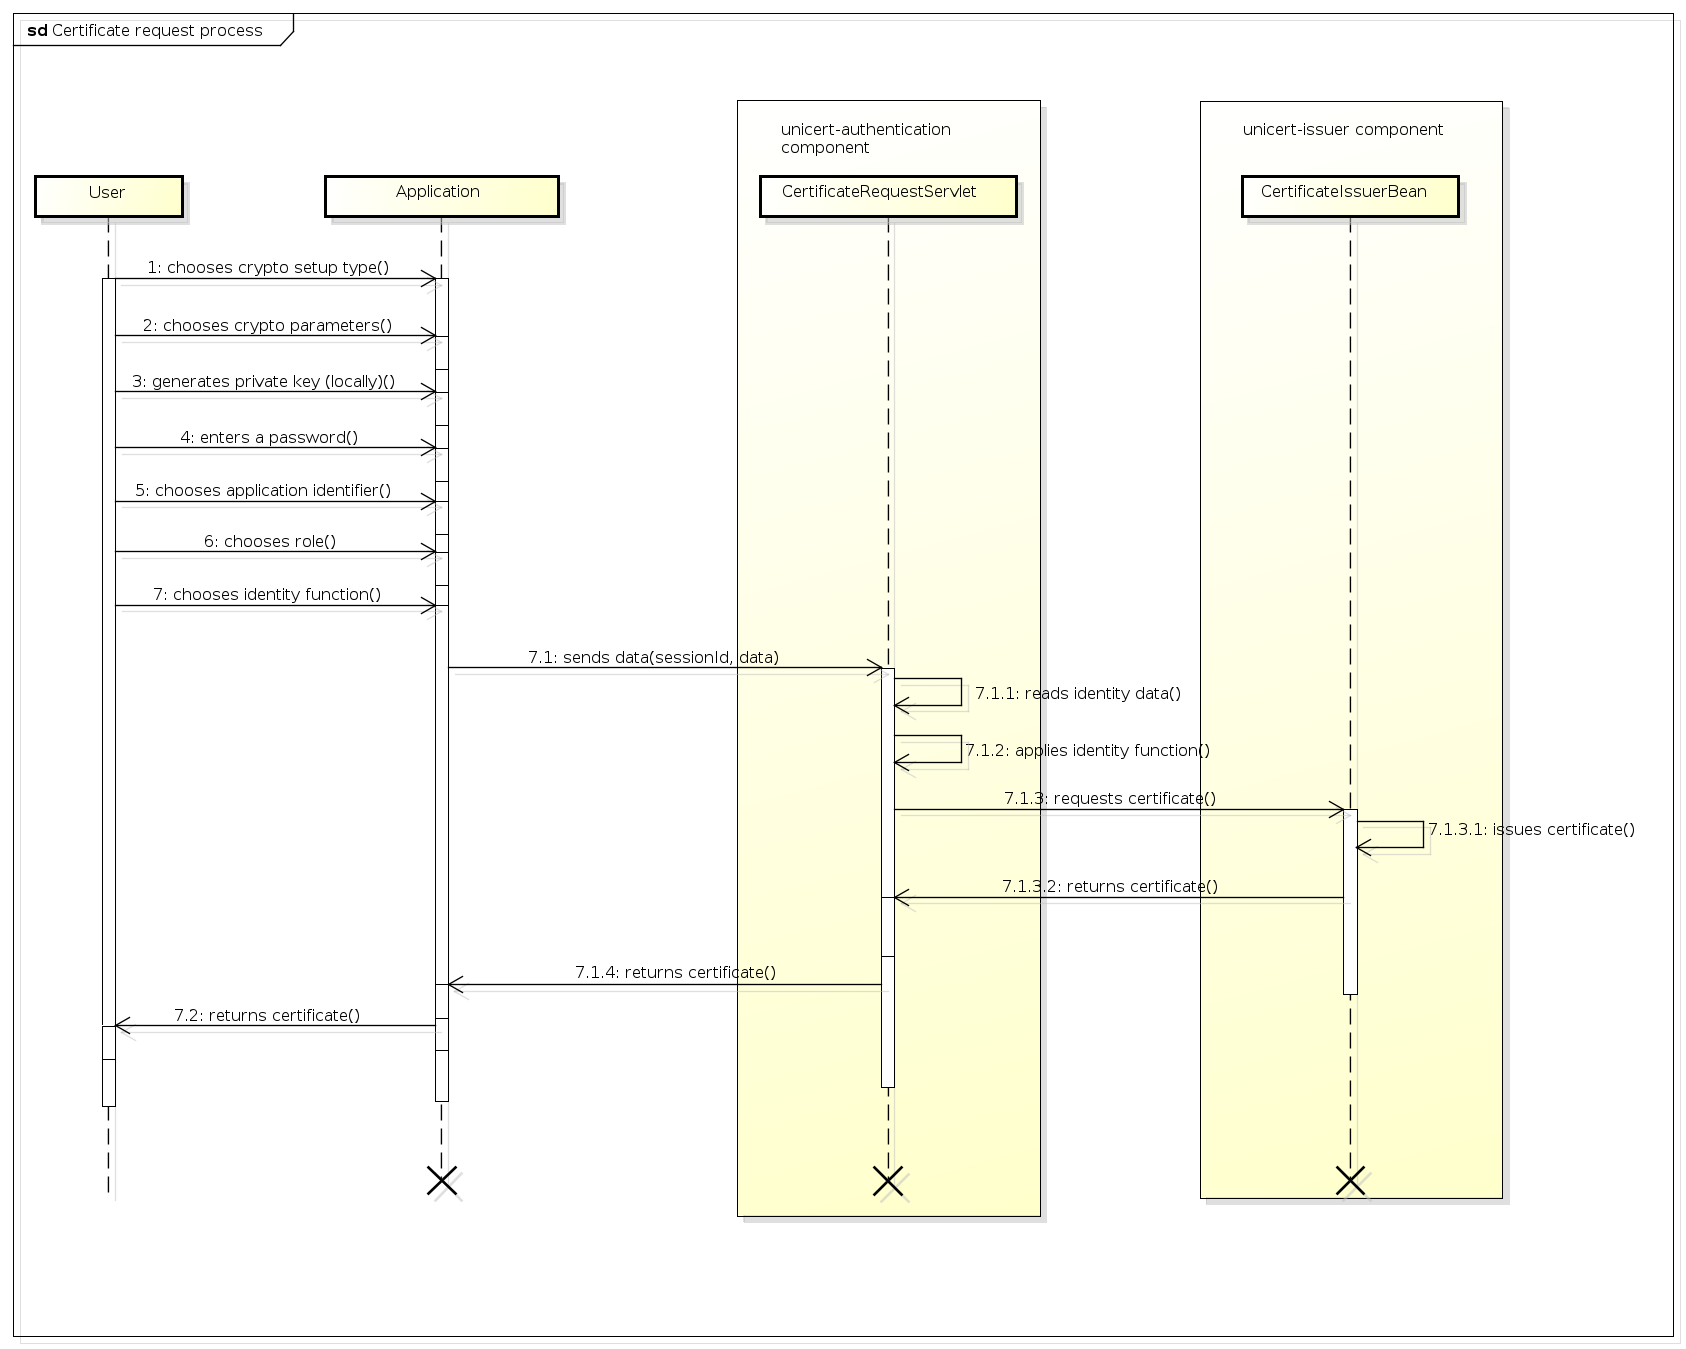 sd Certificate request process
unicert-authentication
component
unicert-issuer component
User
Application
CertificateRequestServlet
CertificateIssuerBean
1: chooses crypto setup type()
2: chooses crypto parameters()
3: generates private key (locally)()
4: enters a password()
5: chooses application identifier()
6: chooses role()
7: chooses identity function()
7.1: sends data(sessionId, data)
7.1.1: reads identity data()
7.1.2: applies identity function()
7.1.3: requests certificate()
7.1.3.1: issues certificate()
7.1.3.2: returns certificate()
7.1.4: returns certificate()
7.2: returns certificate()